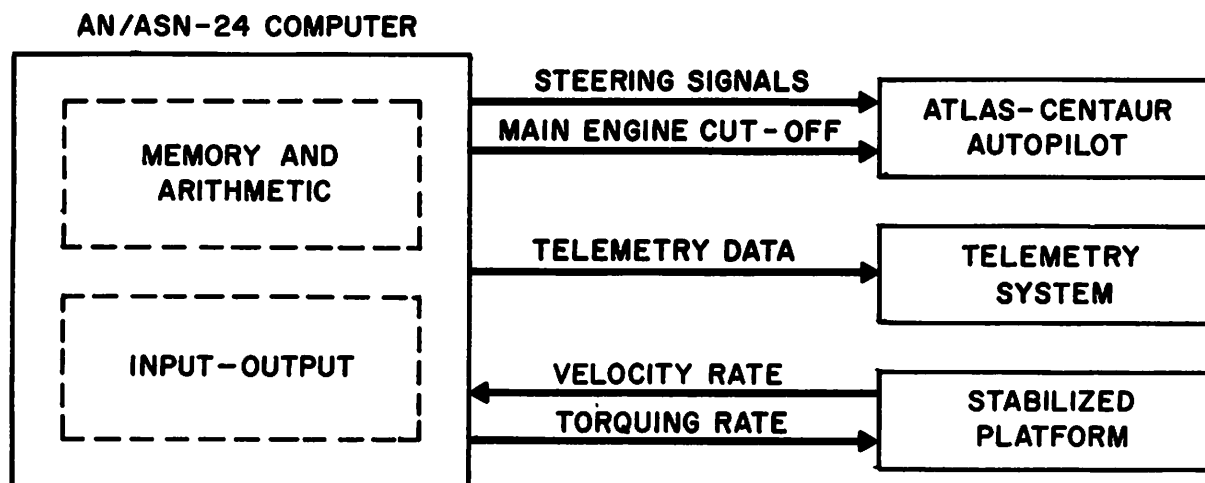 AN/ASN-24 COMPUTER
MEMORY AND
ARITHMETIC
INPUT-OUTPUT
STEERING SIGNALS
MAIN ENGINE CUT-OFF
TELEMETRY DATA
VELOCITY RATE
TORQUING RATE
ATLAS-CENTAUR
AUTOPILOT
TELEMETRY
SYSTEM
STABILIZED
PLATFORM